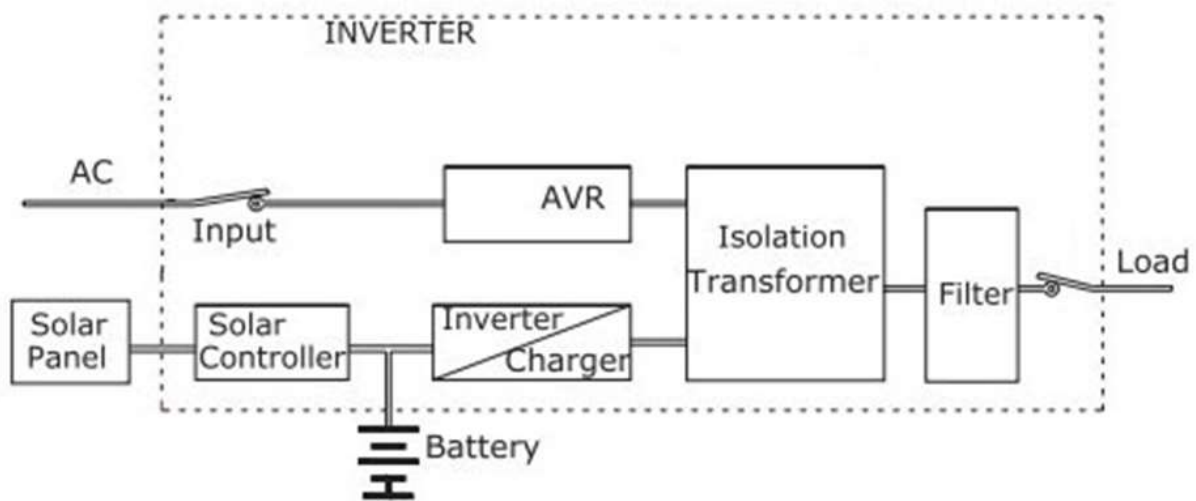 INVERTER
AC
Input
AVR
Isolation
Transformer
Filter
Load
Solar
Panel
Solar
Controller
Inverter
Charger
Battery